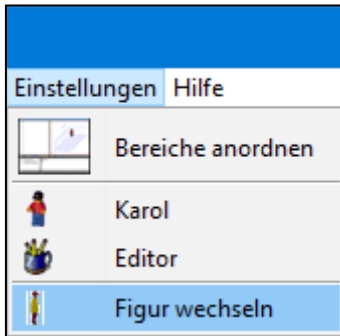 Einstellungen Hilfe
Bereiche anordnen
Karol
Editor
Figur wechseln